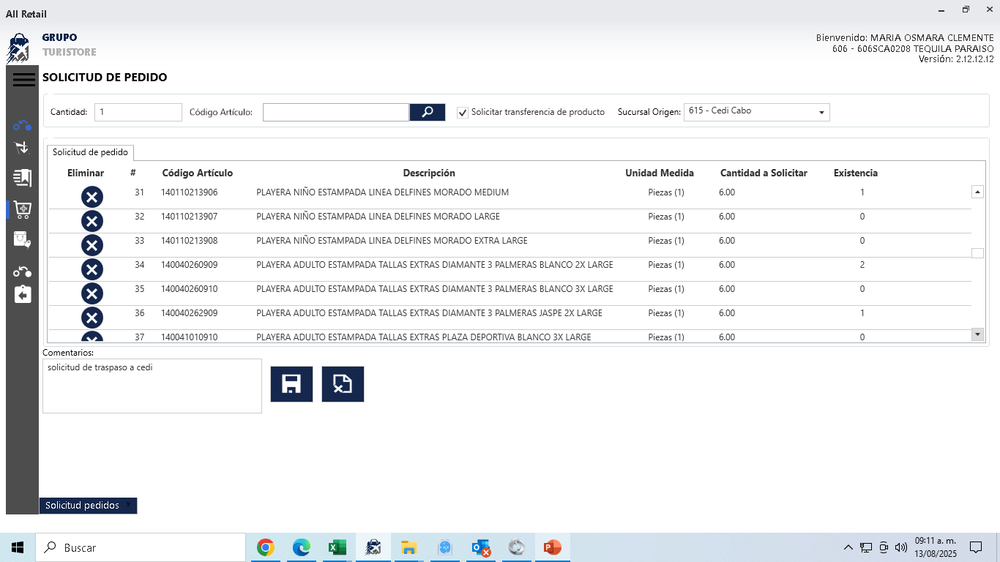 All Retail
GRUPO
TURISTORE
Bienvenido: MARIA OSMARA CLEMENTE
606 - 606SCA0208 TEQUILA PARAISO
Versión: 2.12.12.12
SOLICITUD DE PEDIDO
Cantidad: 1 Código Artículo: Solicitar transferencia de producto Sucursal Origen: 615 - Cedi Cabo
Solicitud de pedido
Eliminar # Código Artículo Descripción Unidad Medida Cantidad a Solicitar Existencia
31 140110213906 PLAYERA NIÑO ESTAMPADA LINEA DELFINES MORADO MEDIUM Piezas (1) 6.00 1
32 140110213907 PLAYERA NIÑO ESTAMPADA LINEA DELFINES MORADO LARGE Piezas (1) 6.00 0
33 140110213908 PLAYERA NIÑO ESTAMPADA LINEA DELFINES MORADO EXTRA LARGE Piezas (1) 6.00 0
34 140040260909 PLAYERA ADULTO ESTAMPADA TALLAS EXTRAS DIAMANTE 3 PALMERAS BLANCO 2X LARGE Piezas (1) 6.00 2
35 140040260910 PLAYERA ADULTO ESTAMPADA TALLAS EXTRAS DIAMANTE 3 PALMERAS BLANCO 3X LARGE Piezas (1) 6.00 0
36 140040262909 PLAYERA ADULTO ESTAMPADA TALLAS EXTRAS DIAMANTE 3 PALMERAS JASPE 2X LARGE Piezas (1) 6.00 1
37 140041010910 PLAYERA ADULTO ESTAMPADA TALLAS EXTRAS PLAZA DEPORTIVA BLANCO 3X LARGE Piezas (1) 6.00 0
Comentarios:
solicitud de traspaso a cedi
Solicitud pedidos x
Buscar
09:11 a. m.
13/08/2025